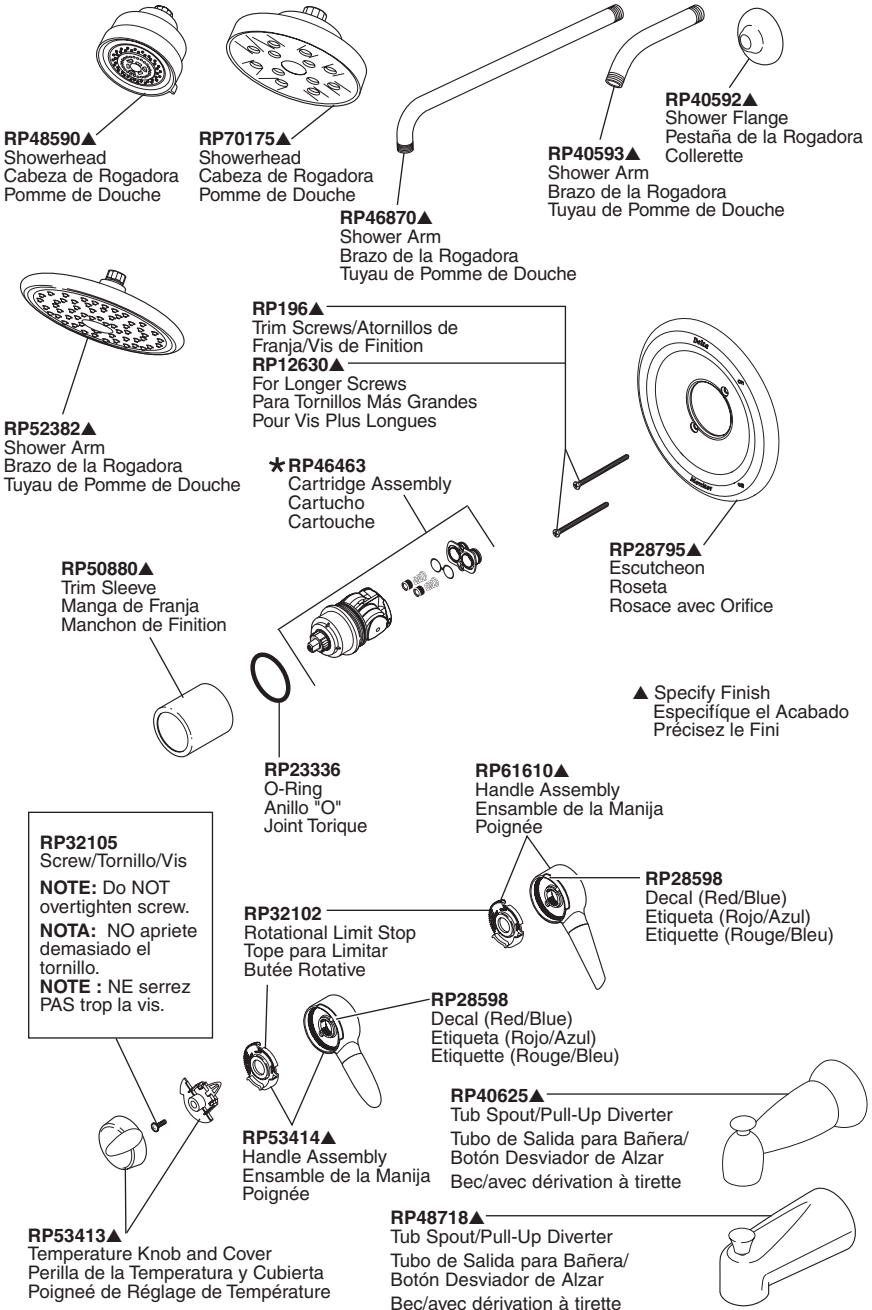 RP48590▲
Showerhead
Cabeza de Rogadora
Pomme de Douche
RP70175▲
Showerhead
Cabeza de Rogadora
Pomme de Douche
RP46870▲
Shower Arm
Brazo de la Rogadora
Tuyau de Pomme de Douche
RP40593▲
Shower Arm
Brazo de la Rogadora
Tuyau de Pomme de Douche
RP40592▲
Shower Flange
Pestaña de la Rogadora
Collerette
RP52382▲
Shower Arm
Brazo de la Rogadora
Tuyau de Pomme de Douche
RP196▲
Trim Screws/Atornillos de
Franja/Vis de Finition
RP12630▲
For Longer Screws
Para Tornillos Más Grandes
Pour Vis Plus Longues
Delta
Monitor
RP28795▲
Escutcheon
Roseta
Rosace avec Orifice
*RP46463
Cartridge Assembly
Cartucho
Cartouche
RP50880▲
Trim Sleeve
Manga de Franja
Manchon de Finition
RP23336
O-Ring
Anillo "O"
Joint Torique
▲ Specify Finish
Especifíque el Acabado
Précisez le Fini
RP32105
Screw/Tornillo/Vis
NOTE: Do NOT
overtighten screw.
NOTA: NO apriete
demasiado el
tornillo.
NOTE : NE serrez
PAS trop la vis.
RP61610▲
Handle Assembly
Ensamble de la Manija
Poignée
RP28598
Decal (Red/Blue)
Etiqueta (Rojo/Azul)
Etiquette (Rouge/Bleu)
RP32102
Rotational Limit Stop
Tope para Limitar
Butée Rotative
RP28598
Decal (Red/Blue)
Etiqueta (Rojo/Azul)
Etiquette (Rouge/Bleu)
RP53414▲
Handle Assembly
Ensamble de la Manija
Poignée
RP53413▲
Temperature Knob and Cover
Perilla de la Temperatura y Cubierta
Poigneé de Réglage de Température
RP40625▲
Tub Spout/Pull-Up Diverter
Tubo de Salida para Bañera/
Botón Desviador de Alzar
Bec/avec dérivation à tirette
RP48718▲
Tub Spout/Pull-Up Diverter
Tubo de Salida para Bañera/
Botón Desviador de Alzar
Bec/avec dérivation à tirette